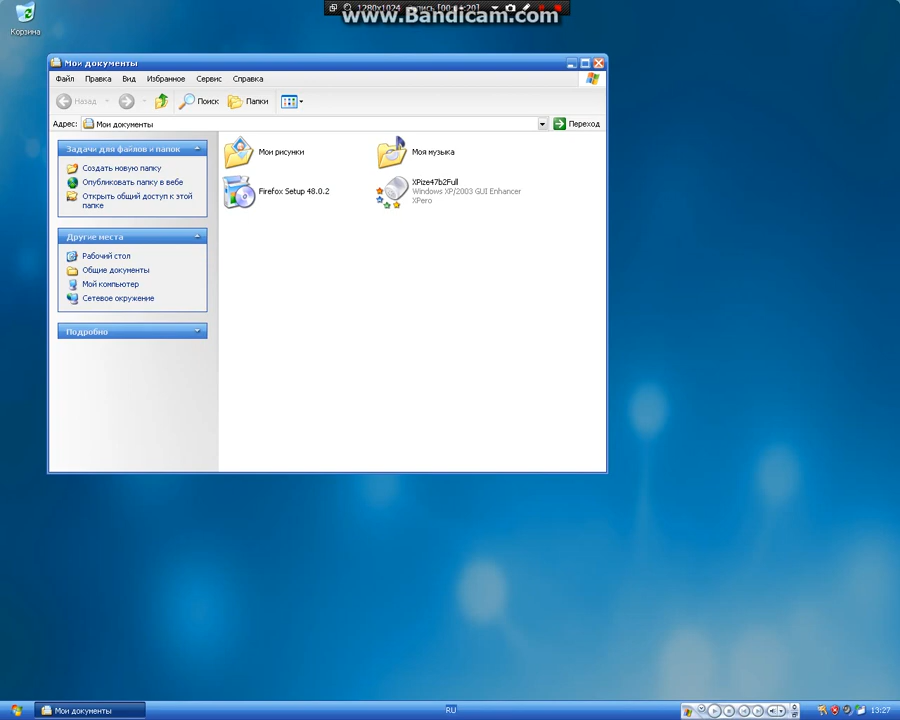 www.Bandicam.com
Корзина
Мои документы
Файл Правка Вид Избранное Сервис Справка
Назад Поиск Папки
Адрес: Мои документы Переход
Задачи для файлов и папок
Создать новую папку
Опубликовать папку в вебе
Открыть общий доступ к этой
папке
Другие места
Рабочий стол
Общие документы
Мой компьютер
Сетевое окружение
Подробно
Мои рисунки
Моя музыка
Firefox Setup 48.0.2
XPize47b2Full
Windows XP/2003 GUI Enhancer
XPero
Мои документы
RU
13:27